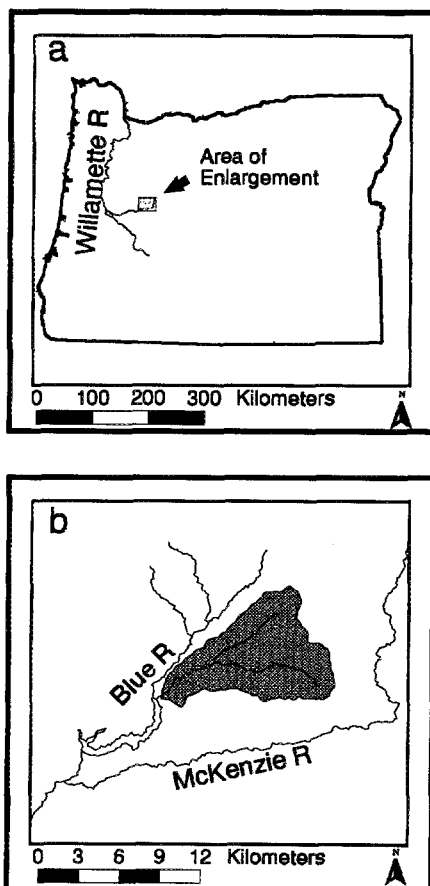 a
Willamette R
Area of
Enlargement
0 100 200 300 Kilometers
N
b
Blue R
McKenzie R
0 3 6 9 12 Kilometers
N